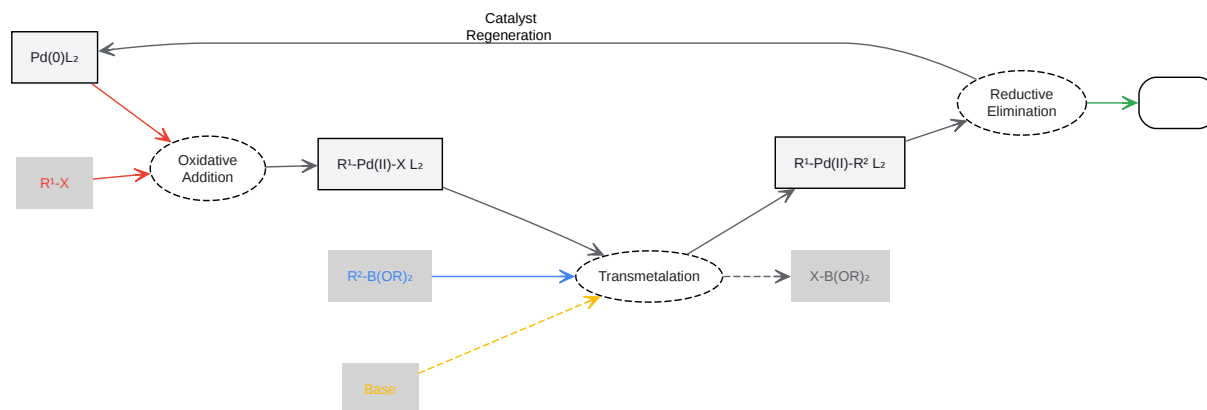 Catalyst
Regeneration
Pd(0)L₂
Reductive
Elimination
Oxidative
Addition
R¹-Pd(II)-X L₂
R¹-Pd(II)-R² L₂
R¹-X
R²-B(OR)₂
Transmetalation
X-B(OR)₂
Base